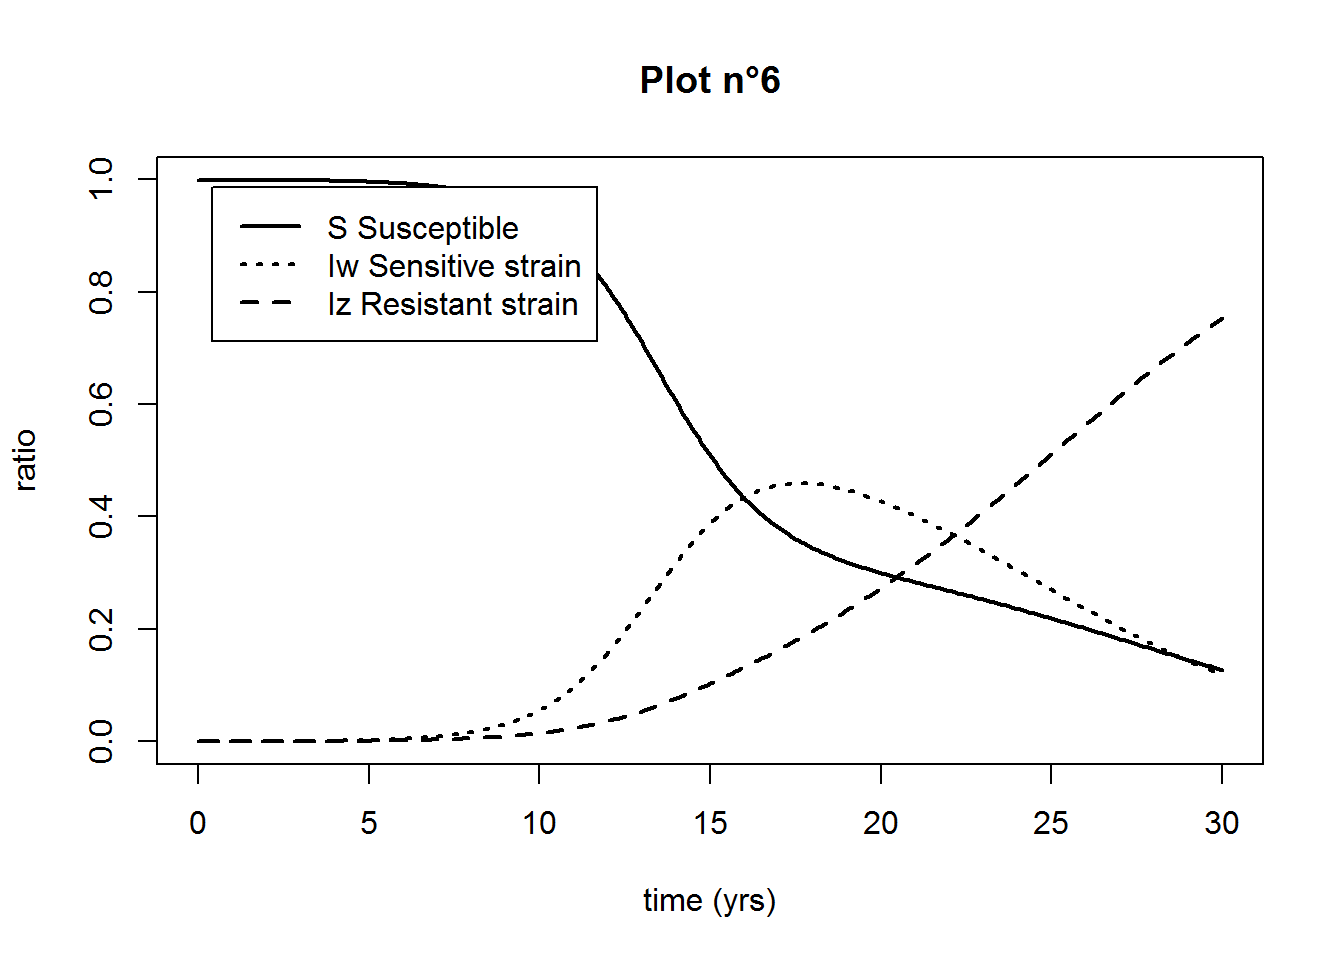 Plot n°6
S Susceptible
Iw Sensitive strain
Iz Resistant strain
ratio
1.0
0.8
0.6
0.4
0.2
0.0
0 5 10 15 20 25 30
time (yrs)